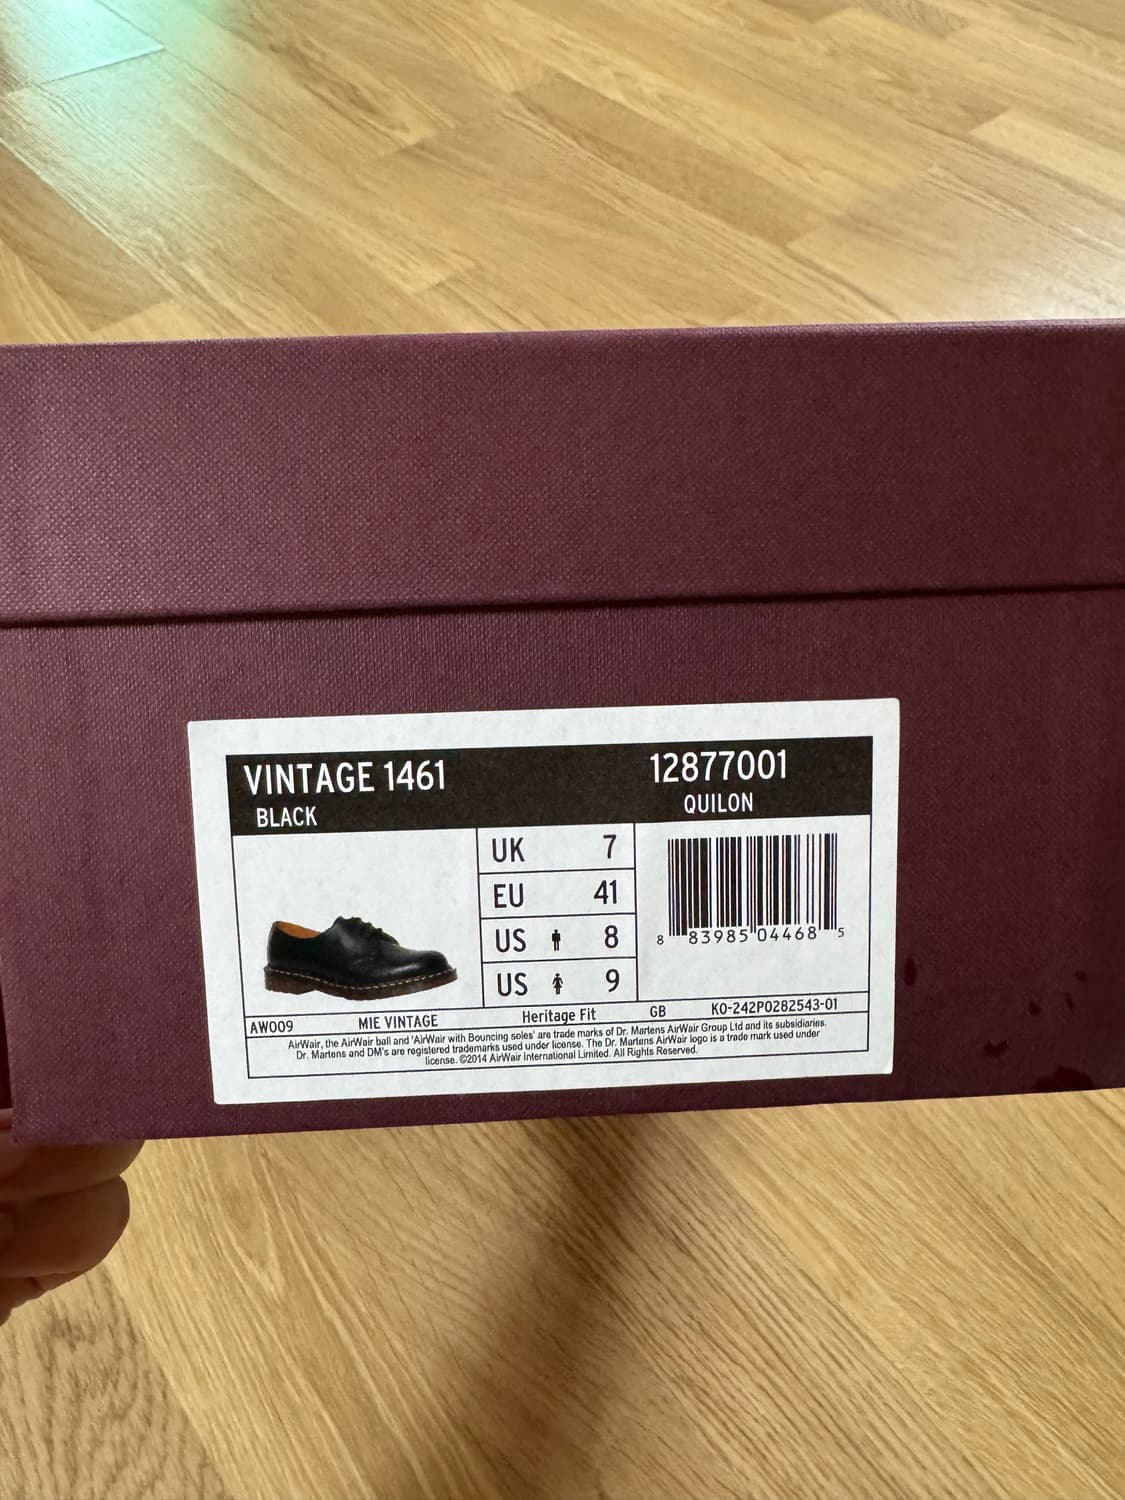 VINTAGE 1461
BLACK
12877001
QUILON
UK 7
EU 41
US 8
US 9
8 83985 04468 5
AW009 MIE VINTAGE Heritage Fit GB KO-242P0282543-01
AirWair, the AirWair ball and 'AirWair with Bouncing soles' are trade marks of Dr. Martens AirWair Group Ltd and its subsidiaries.
Dr. Martens and DM's are registered trademarks used under license. The Dr. Martens AirWair logo is a trade mark used under
license. ©2014 AirWair International Limited. All Rights Reserved.